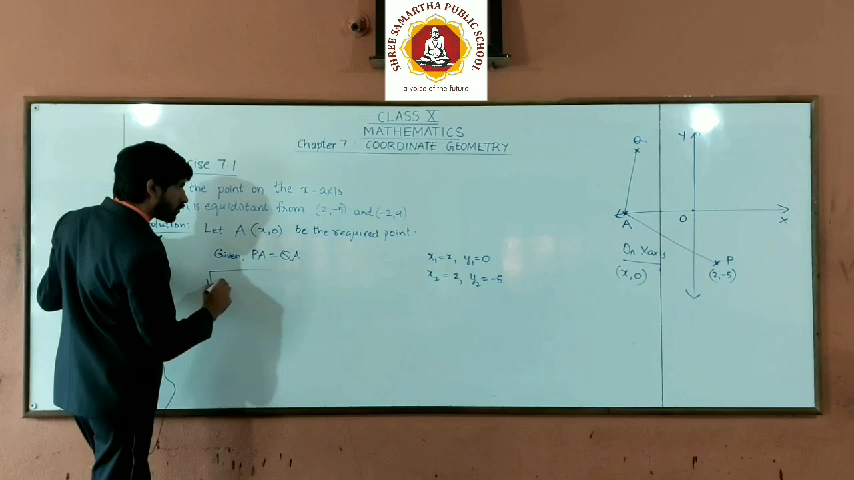 SHREE SAMARTHA PUBLIC SCHOOL
a voice of the future
CLASS X
MATHEMATICS
Chapter 7 : COORDINATE GEOMETRY
ise 7.1
the point on the x-axis
is equidistant from (2,-5) and (-2,9)
lution:- Let A (x,0) be the required point.
Given, PA = QA
x₁=x, y₁=0
x₂=2, y₂=-5
Q
Y
O
X
A
P
(2,-5)
On X axis
(x,0)